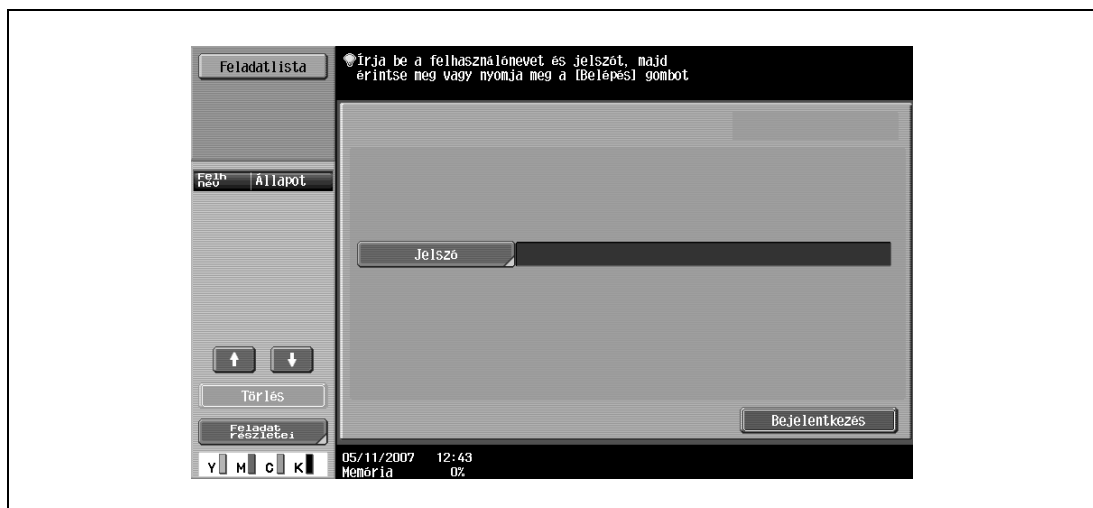 Feladatlista
Írja be a felhasználónevet és jelszót, majd
érintse meg vagy nyomja meg a [Belépés] gombot
Felh
név
Állapot
Jelszó
Törlés
Feladat
részletei
Bejelentkezés
Y M C K
05/11/2007 12:43
Memória 0%